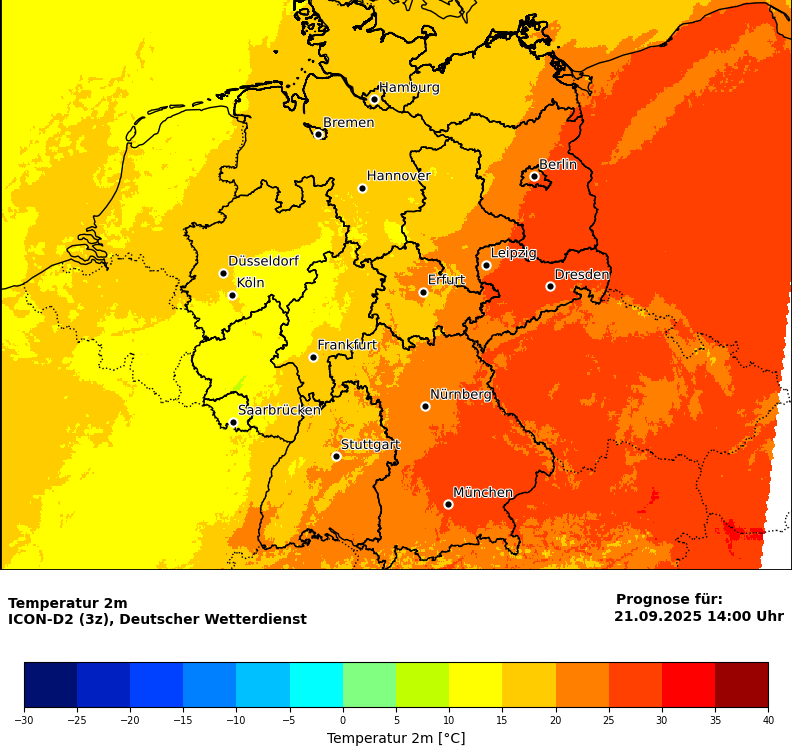 Hamburg
Bremen
Berlin
Hannover
Leipzig
Düsseldorf
Dresden
Köln
Erfurt
Frankfurt
Nürnberg
Saarbrücken
Stuttgart
München
Temperatur 2m
ICON-D2 (3z), Deutscher Wetterdienst
Prognose für:
21.09.2025 14:00 Uhr
−30 −25 −20 −15 −10 −5 0 5 10 15 20 25 30 35 40
Temperatur 2m [°C]